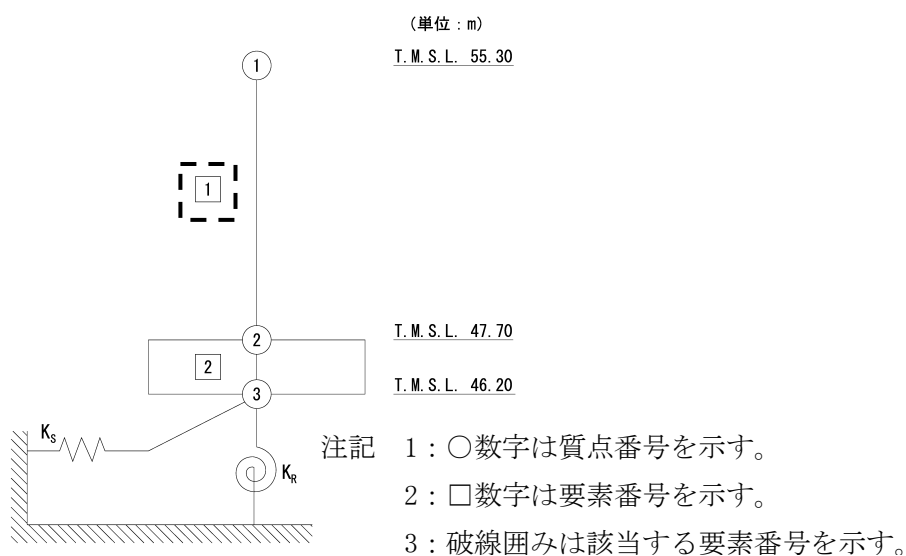 (単位:m)
① T.M.S.L. 55.30
1
② T.M.S.L. 47.70
2
③ T.M.S.L. 46.20
KS
KR
注記 1:○数字は質点番号を示す。
2:□数字は要素番号を示す。
3:破線囲みは該当する要素番号を示す。